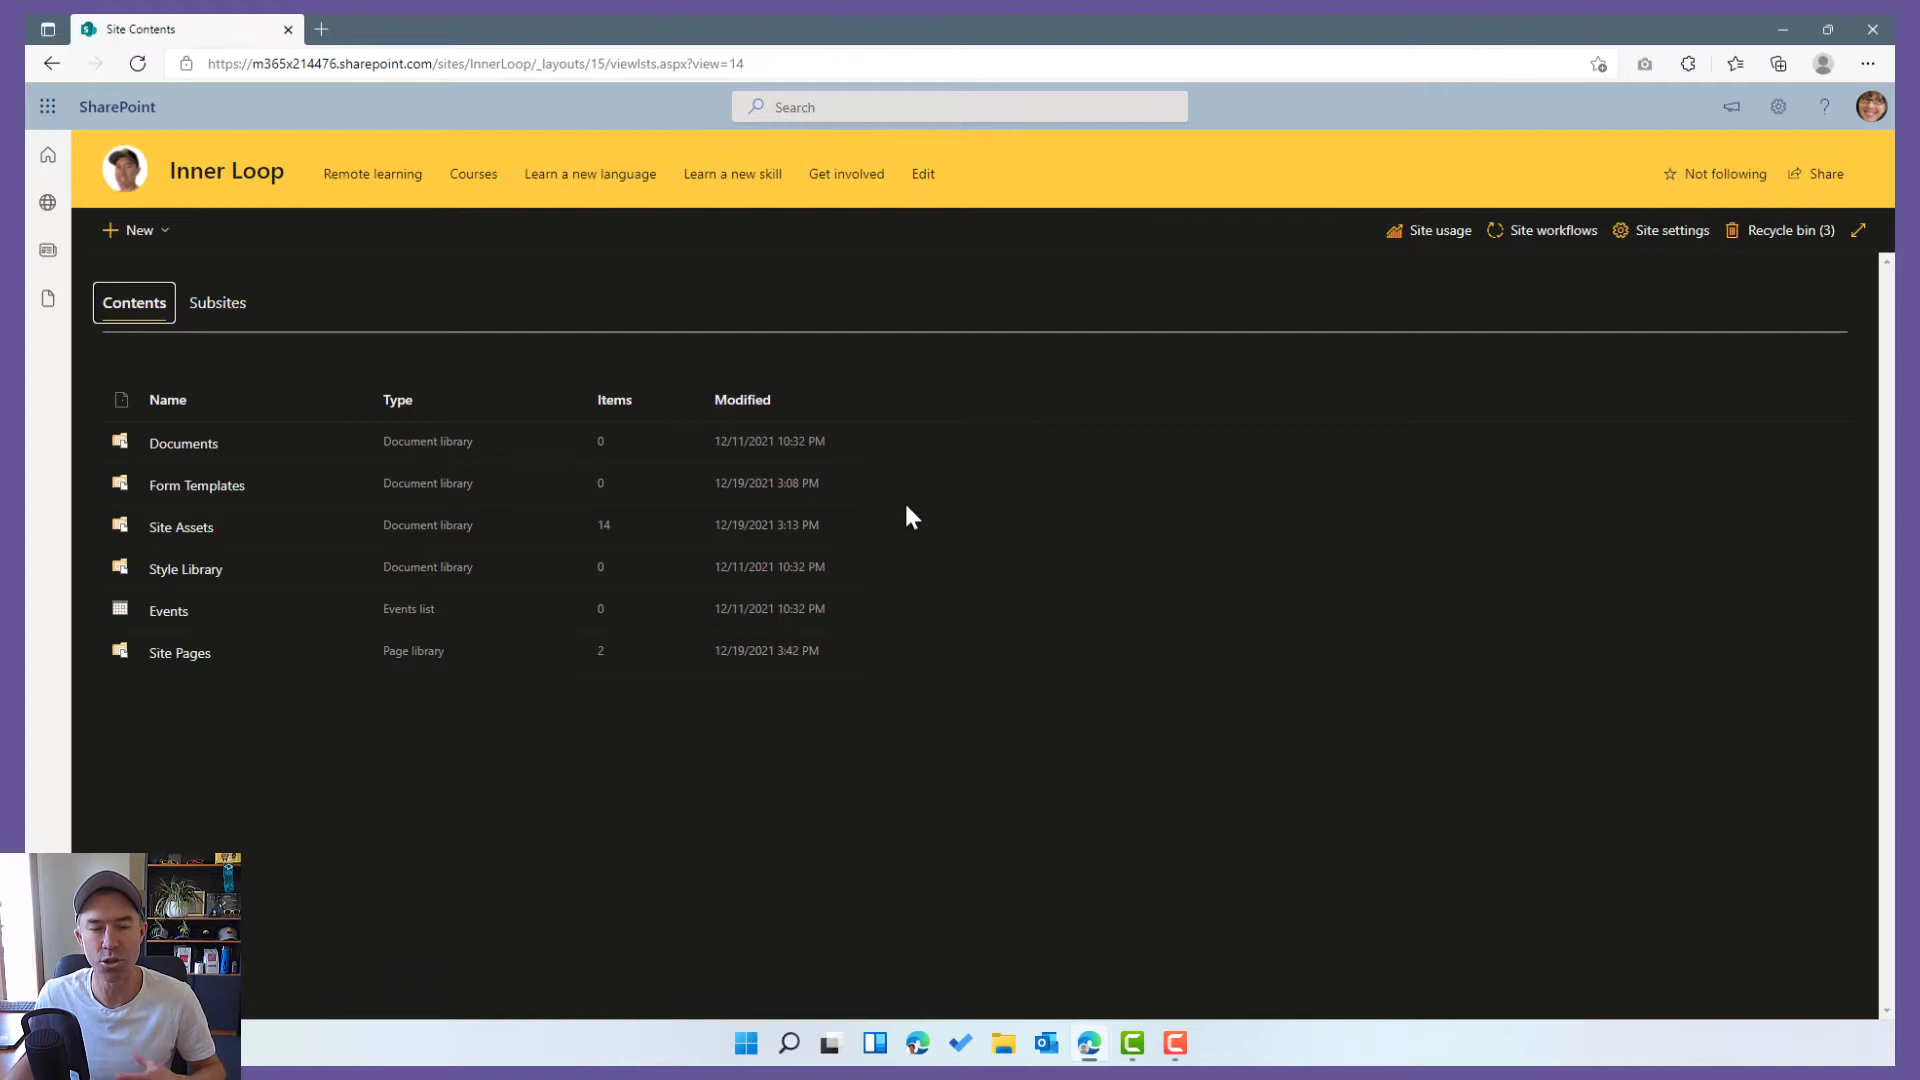 Site Contents
https://m365x214476.sharepoint.com/sites/InnerLoop/_layouts/15/viewlsts.aspx?view=14
SharePoint
Search
Inner Loop
Remote learning
Courses
Learn a new language
Learn a new skill
Get involved
Edit
Not following
Share
New
Site usage
Site workflows
Site settings
Recycle bin (3)
Contents
Subsites
Name Type Items Modified
Documents Document library 0 12/11/2021 10:32 PM
Form Templates Document library 0 12/19/2021 3:08 PM
Site Assets Document library 14 12/19/2021 3:13 PM
Style Library Document library 0 12/11/2021 10:32 PM
Events Events list 0 12/11/2021 10:32 PM
Site Pages Page library 2 12/19/2021 3:42 PM